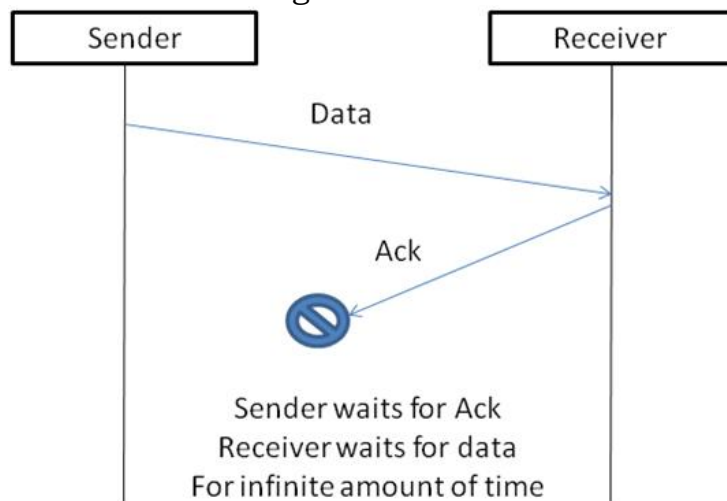 Sender
Receiver
Data
Ack
Sender waits for Ack
Receiver waits for data
For infinite amount of time